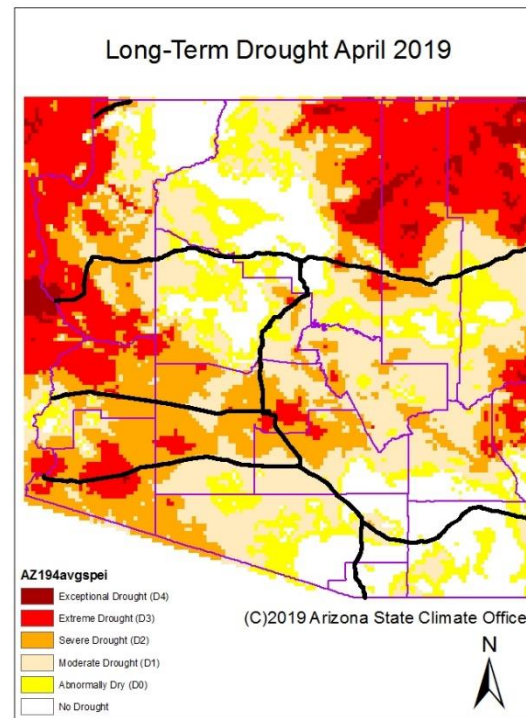 Long-Term Drought April 2019
AZ194avgspei
Exceptional Drought (D4)
Extreme Drought (D3)
Severe Drought (D2)
Moderate Drought (D1)
Abnormally Dry (D0)
No Drought
(C)2019 Arizona State Climate Office
N